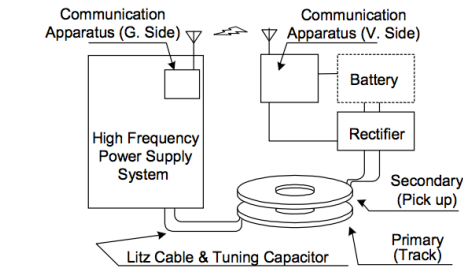 Communication
Apparatus (G. Side)
Communication
Apparatus (V. Side)
Battery
High Frequency
Power Supply
System
Rectifier
Secondary
(Pick up)
Primary
(Track)
Litz Cable & Tuning Capacitor